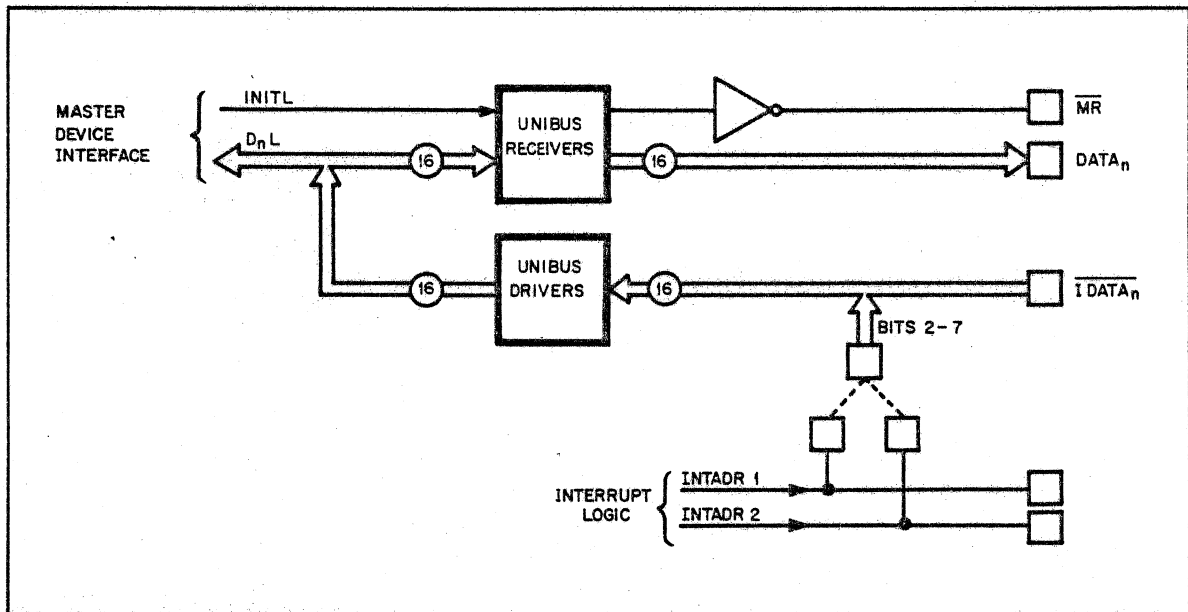 MASTER
DEVICE
INTERFACE
INITL
DnL
16
UNIBUS
RECEIVERS
16
MR
DATAn
16
UNIBUS
DRIVERS
16
IDATAn
BITS 2-7
INTERRUPT
LOGIC
INTADR 1
INTADR 2